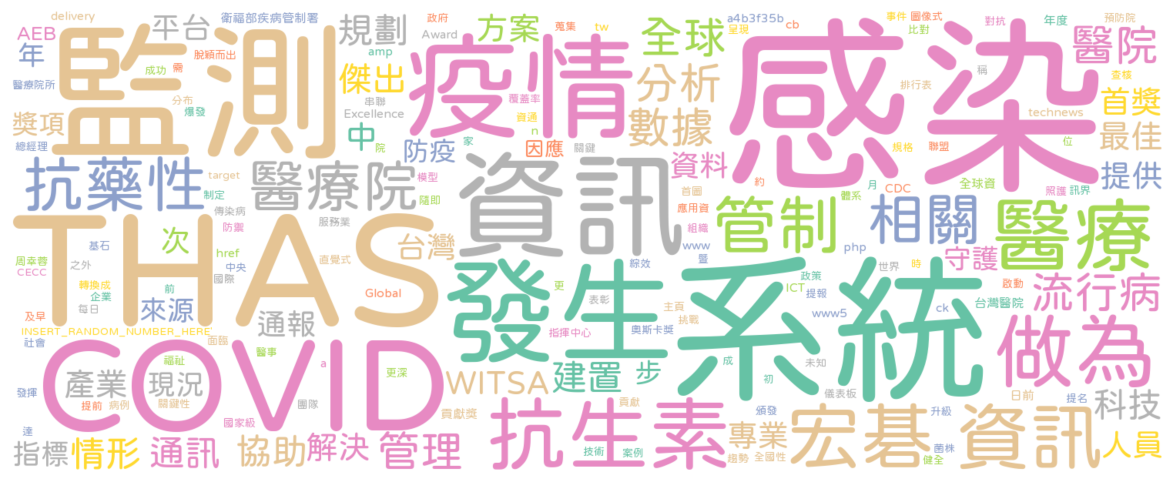 delivery
衛福部疾病管制署
AEB
平台
年
脫穎而出
amp
成功
需
醫療院所
監測
分布
爆發
獎項
總經理
規劃
政府
Award
傑出
串聯
覆蓋率
Excellence
中
院
疫情
方案
蒐集
tw
全球
分析
資通
n
數據
家
因應
關鍵
防疫
模型
隨即
a4b3f35b
呈現
cb
感染
事件
圖像式
比對
對抗
年度
預防院
醫院
查核
排行表
稱
technews
首獎
規格
聯盟
位
最佳
提供
抗藥性
target
制定
醫療院
傳染病
防禦
服務業
資訊
資料
首圖
應用資
組織
www
暨
約
體系
月
CDC
全球資
照護
訊界
管制
相關
php
守護
世界
時
醫療
THAS
次
周幸蓉
CECC
基石
之外
href
中央
國際
直覺式
台灣
Global
轉換成
企業
前
每日
來源
及早
INSERT_RANDOM_NUMBER_HERE
社會
面臨
通報
發生
更
睬效
表彰
主頁
挑戰
指揮中心
奧斯卡獎
系統
政策
ICT
提報
www5
ck
啟動
台灣醫院
流行病
COVID
福祉
醫事
a
更深
產業
現況
發揮
提前
病例
關鍵性
團隊
國家級
達
指標
情形
通訊
協助
解決
管理
WITSA
貢獻獎
建置
步
成
初
未知
儀表板
做為
日前
提名
科技
抗生素
貢獻
技術
案例
頒發
專業
趨勢
全國性
宏碁
資訊
升級
菌株
健全
人員